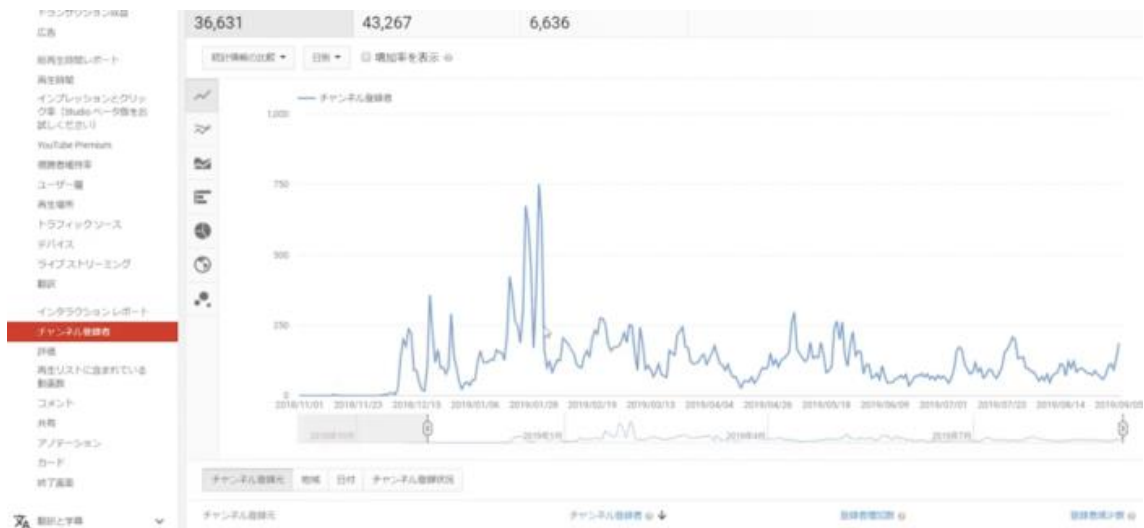 トランザクション収益
広告
36,631
43,267
6,636
統計情報の比較
日別
増加率を表示
総再生時間レポート
再生時間
インプレッションとクリッ
ク率（Studio ベータ版をお
試しください）
YouTube Premium
視聴者維持率
ユーザー層
再生場所
トラフィックソース
デバイス
ライブ ストリーミング
翻訳
インタラクション レポート
チャンネル登録者
評価
再生リストに含まれている
動画数
コメント
共有
アノテーション
カード
終了画面
翻訳と字幕
チャンネル登録者
1,000
750
500
250
0
2018/11/01 2018/11/23 2018/12/15 2019/01/06 2019/01/28 2019/02/19 2019/03/13 2019/04/04 2019/04/26 2019/05/18 2019/06/09 2019/07/01 2019/07/23 2019/08/14 2019/09/05
2018年10月 2019年1月 2019年4月 2019年7月
チャンネル登録元 地域 日付 チャンネル登録状況
チャンネル登録元 チャンネル登録者 登録者増加数 登録者減少数